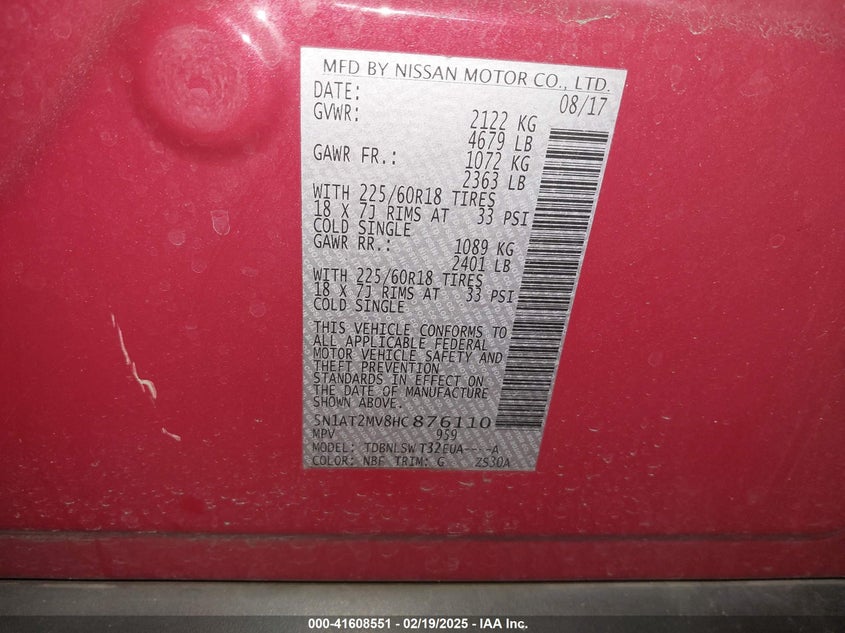 MFD BY NISSAN MOTOR CO., LTD.
DATE: 08/17
GVWR: 2122 KG
4679 LB
GAWR FR.: 1072 KG
2363 LB
WITH 225/60R18 TIRES
18 X 7J RIMS AT 33 PSI
COLD SINGLE
GAWR RR.: 1089 KG
2401 LB
WITH 225/60R18 TIRES
18 X 7J RIMS AT 33 PSI
COLD SINGLE
THIS VEHICLE CONFORMS TO
ALL APPLICABLE FEDERAL
MOTOR VEHICLE SAFETY AND
THEFT PREVENTION
STANDARDS IN EFFECT ON
THE DATE OF MANUFACTURE
SHOWN ABOVE.
5N1AT2MV8HC876110
MPV 959
MODEL: TDBNLSW T32EUA----A
COLOR: NBF TRIM: G ZS30A
000-41608551 - 02/19/2025 - IAA Inc.